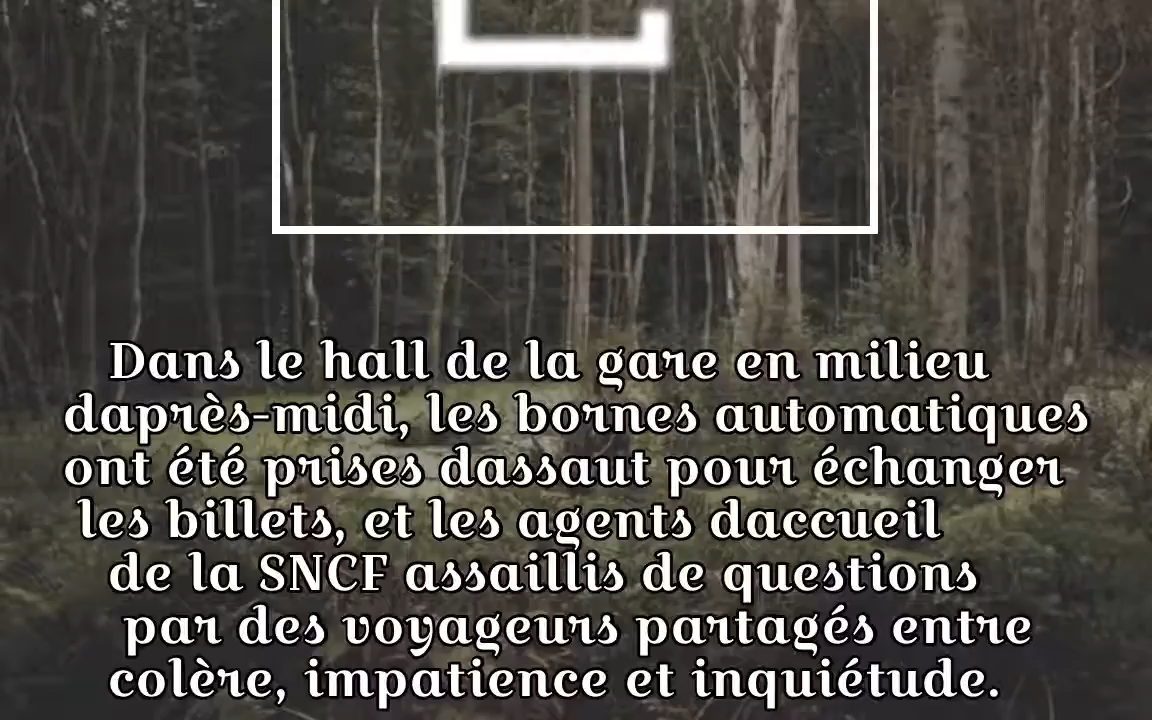 Dans le hall de la gare en milieu
daprès-midi, les bornes automatiques
ont été prises dassaut pour échanger
les billets, et les agents daccueil
de la SNCF assaillis de questions
par des voyageurs partagés entre
colère, impatience et inquiétude.